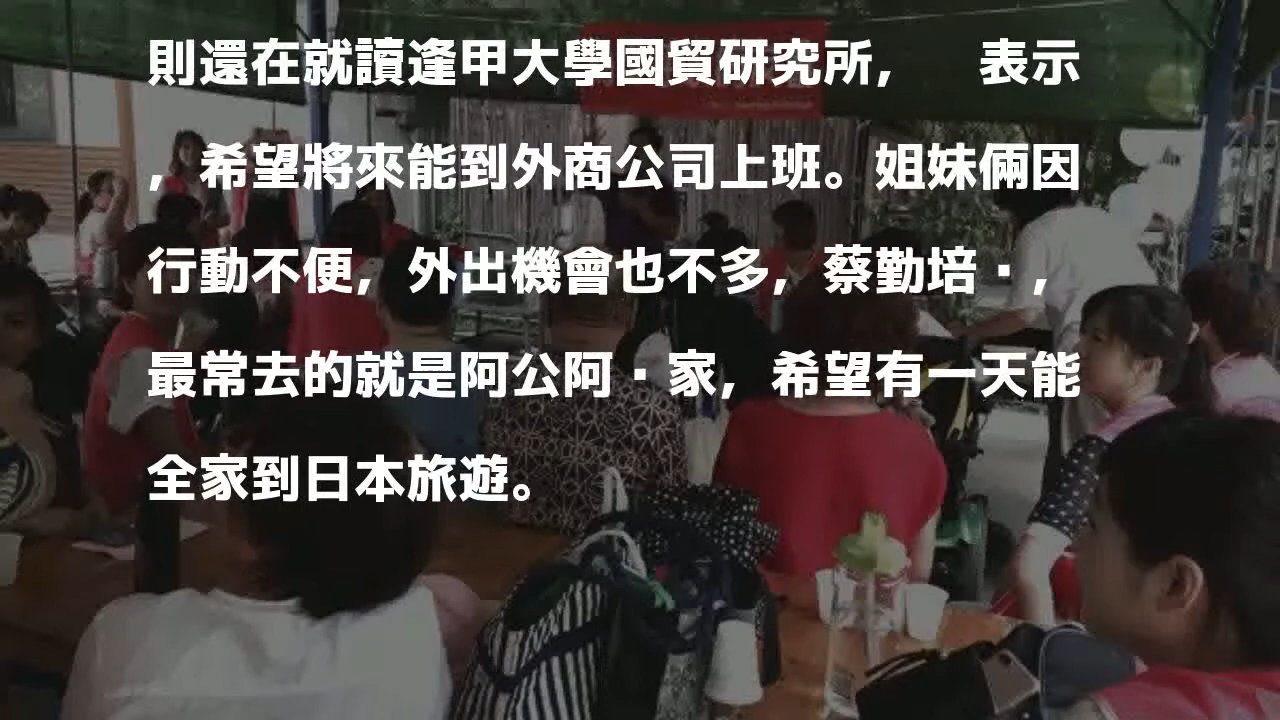 則還在就讀逢甲大學國貿研究所，　表示
，希望將來能到外商公司上班。姐妹倆因
行動不便，外出機會也不多，蔡勤培·，
最常去的就是阿公阿·家，希望有一天能
全家到日本旅遊。